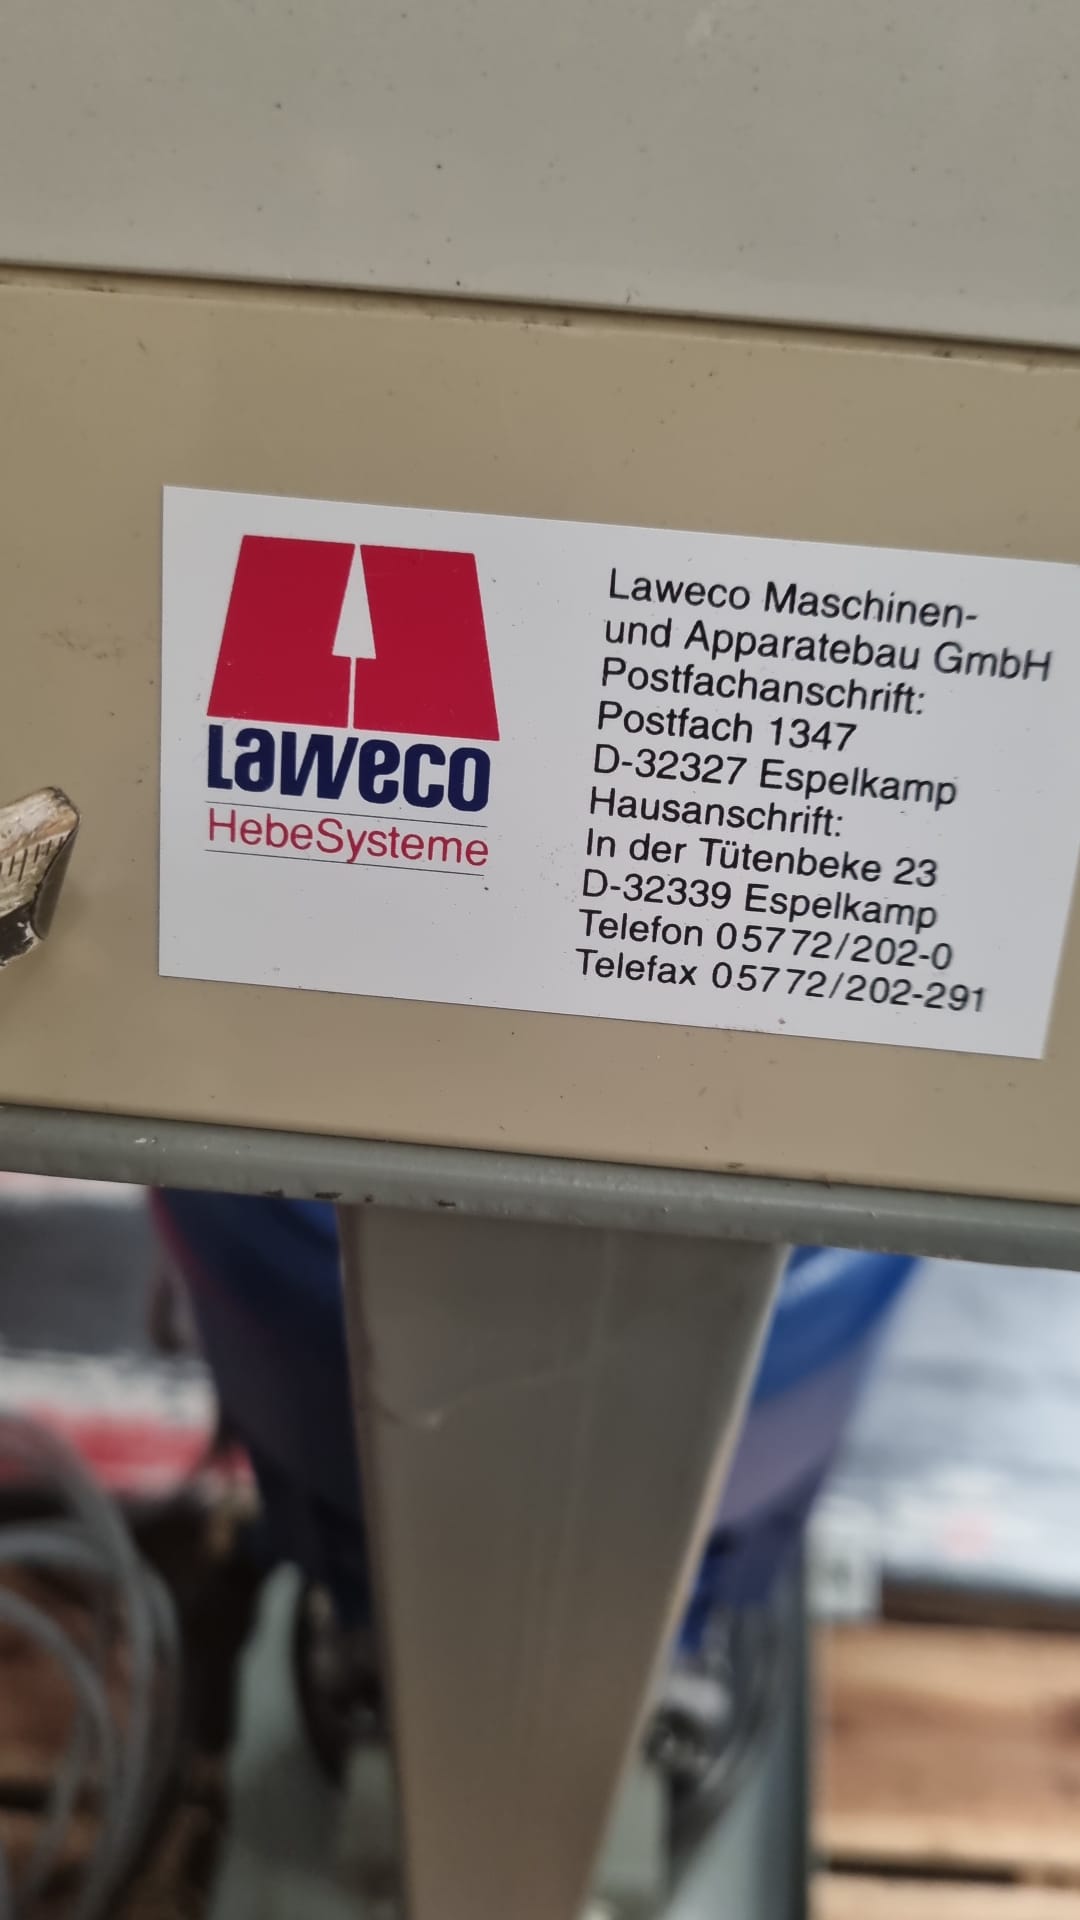 Laweco
HebeSysteme
Laweco Maschinen-
und Apparatebau GmbH
Postfachanschrift:
Postfach 1347
D-32327 Espelkamp
Hausanschrift:
In der Tütenbeke 23
D-32339 Espelkamp
Telefon 05772/202-0
Telefax 05772/202-291